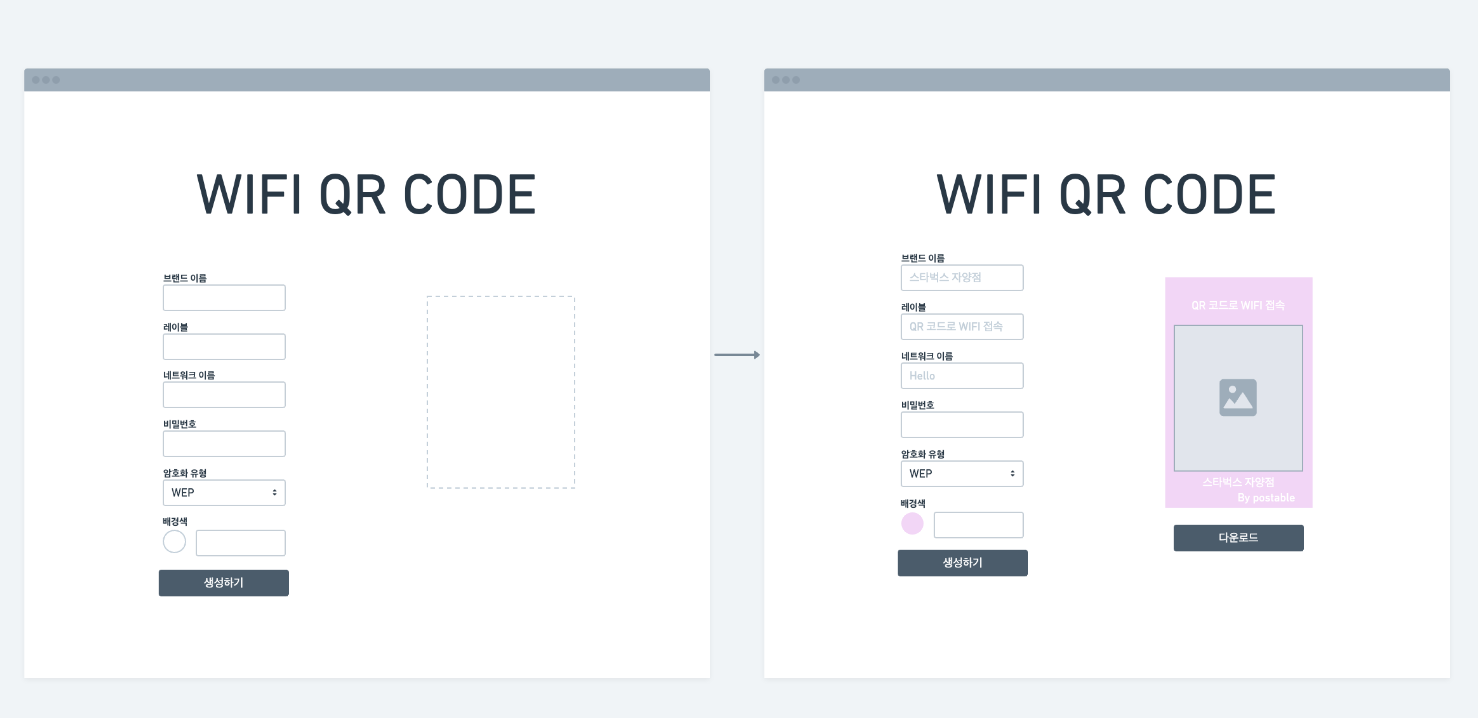 WIFI QR CODE
브랜드 이름
레이블
네트워크 이름
비밀번호
암호화 유형
WEP
배경색
생성하기
WIFI QR CODE
브랜드 이름
스타벅스 자양점
레이블
QR 코드로 WIFI 접속
네트워크 이름
Hello
비밀번호
암호화 유형
WEP
배경색
생성하기
QR 코드로 WIFI 접속
스타벅스 자양점
By postable
다운로드